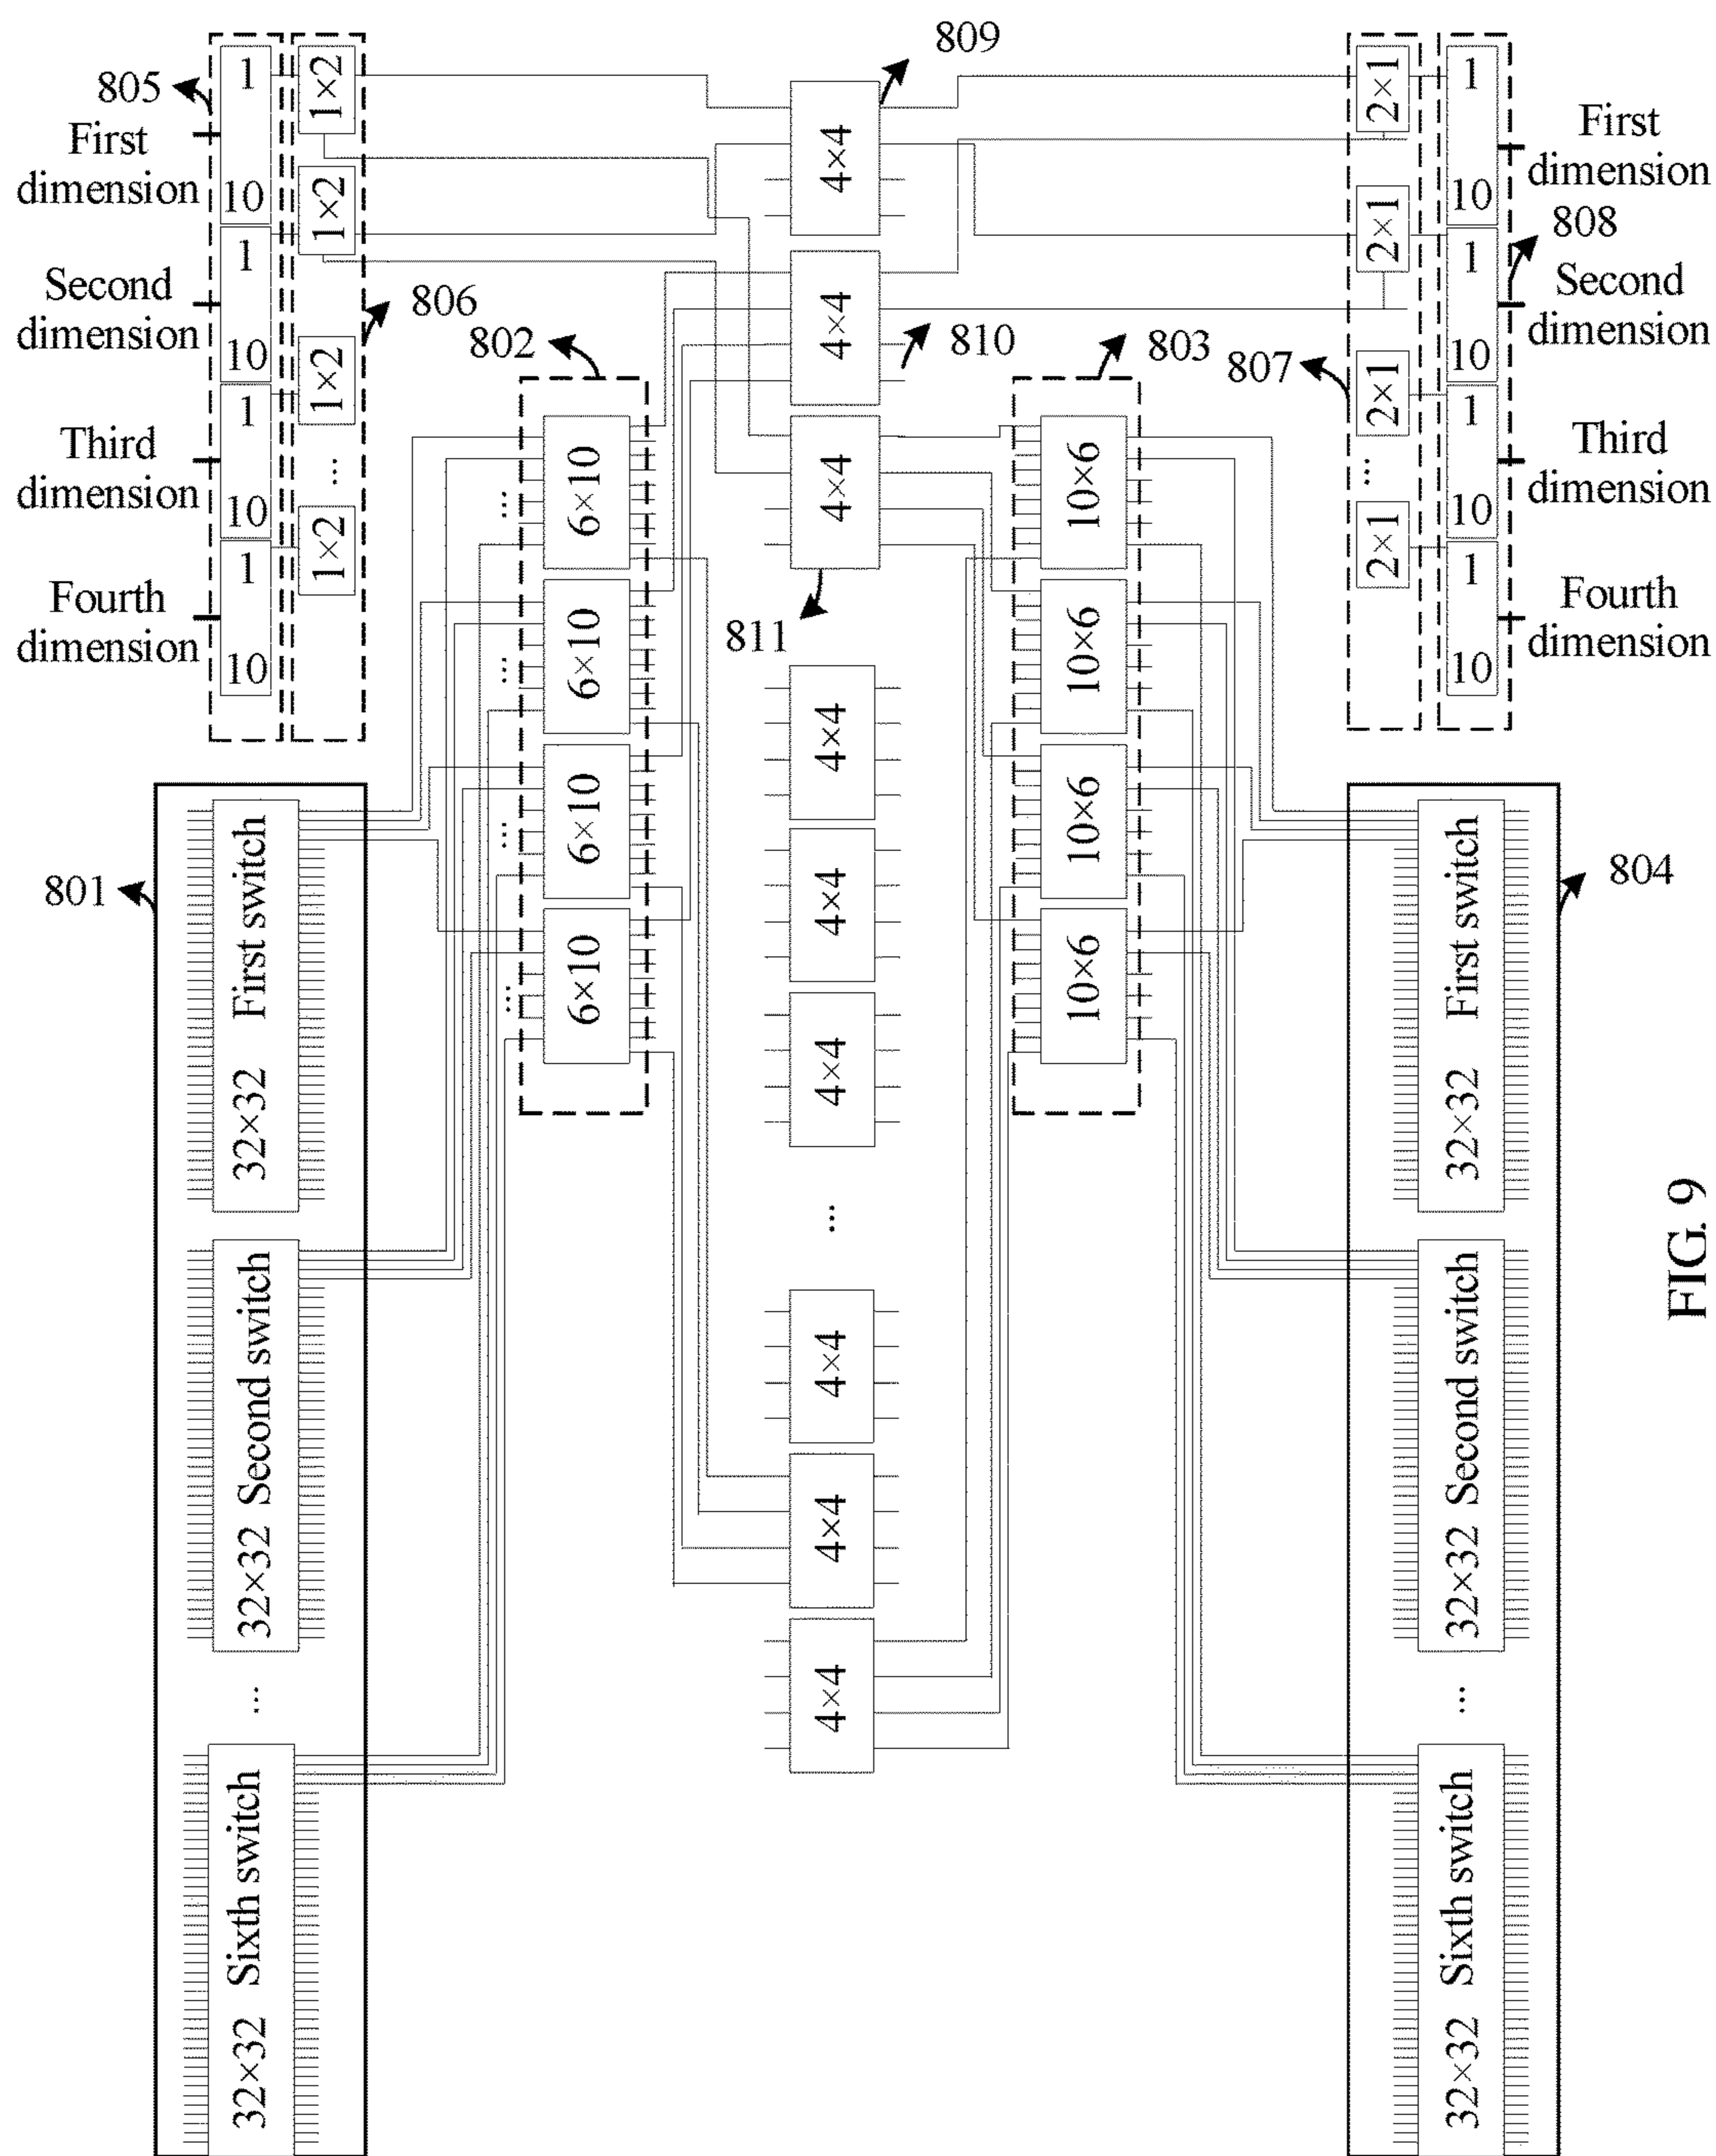 805
First
dimension
Second
dimension
Third
dimension
Fourth
dimension
1
10
1
10
1
10
1
10
1×2
1×2
1×2
...
1×2
806
802
6×10
6×10
6×10
6×10
...
...
...
...
809
4×4
4×4
810
4×4
811
4×4
4×4
4×4
...
4×4
4×4
4×4
803
10×6
10×6
10×6
10×6
807
2×1
2×1
2×1
...
2×1
1
10
1
10
1
10
1
10
First
dimension
808
Second
dimension
Third
dimension
Fourth
dimension
801
32×32 First switch
32×32 Second switch
...
32×32 Sixth switch
804
32×32 First switch
32×32 Second switch
...
32×32 Sixth switch
FIG. 9